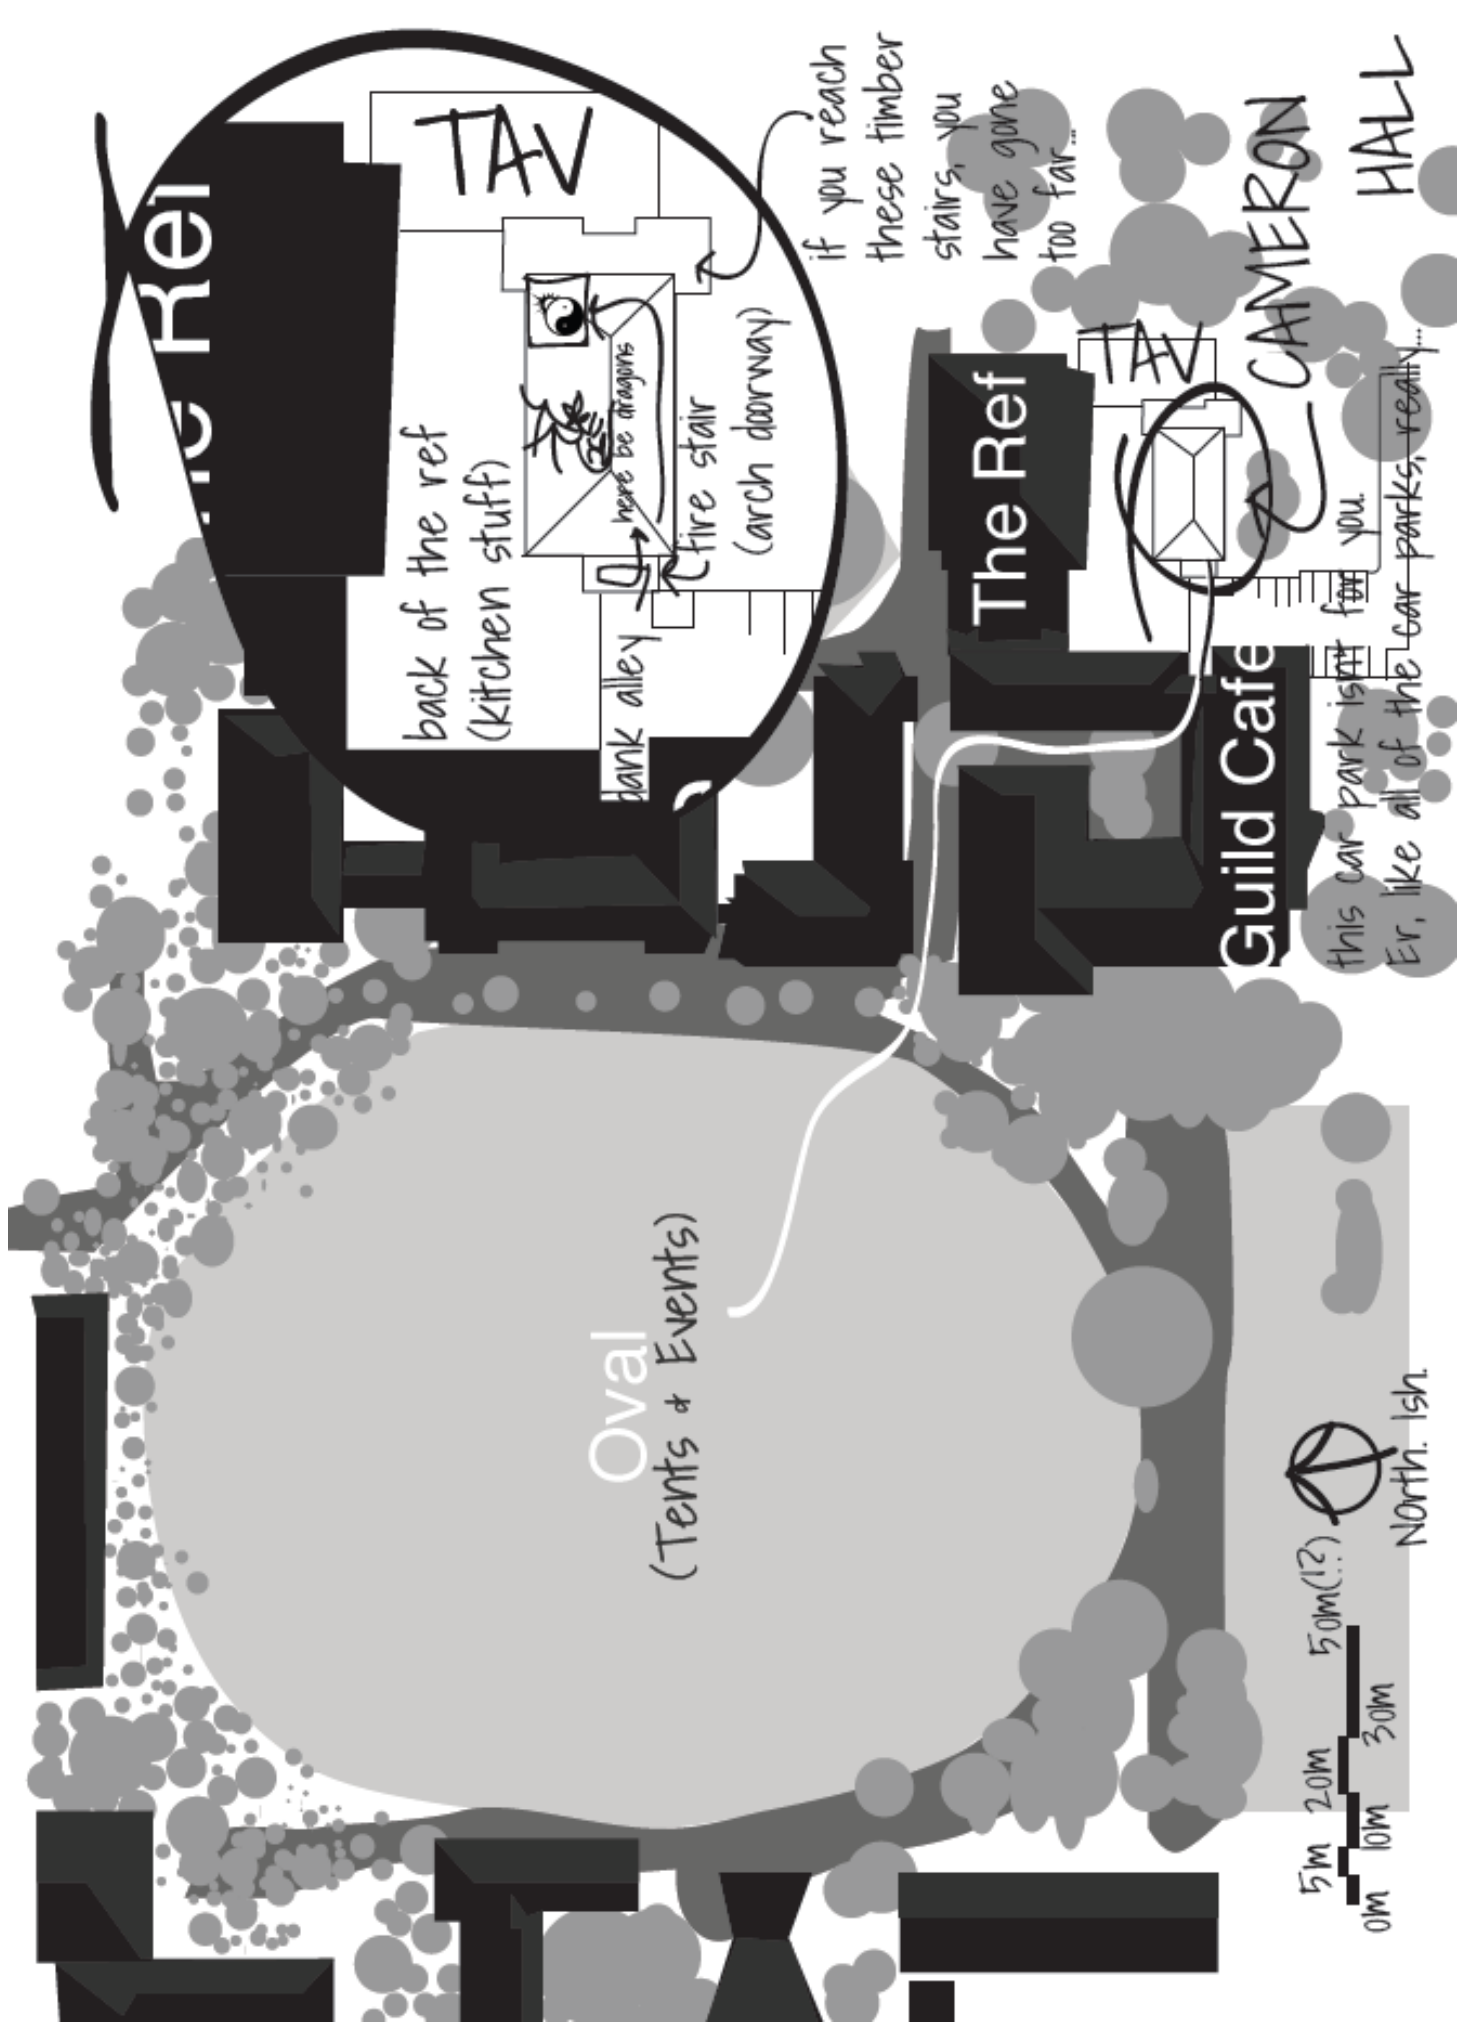 The Ref
TAV
back of the ref
(kitchen stuff)
here be dragons
fire stair
(arch doorway)
dank alley
if you reach
these timber
stairs, you
have gone
too far...
The Ref
TAV
CAMERON
HALL
Guild Cafe
this car park isnt for you.
Er, like all of the car parks, really...
Oval
(Tents & Events)
0m
5m
10m
20m
30m
50m(!?)
North. Ish.